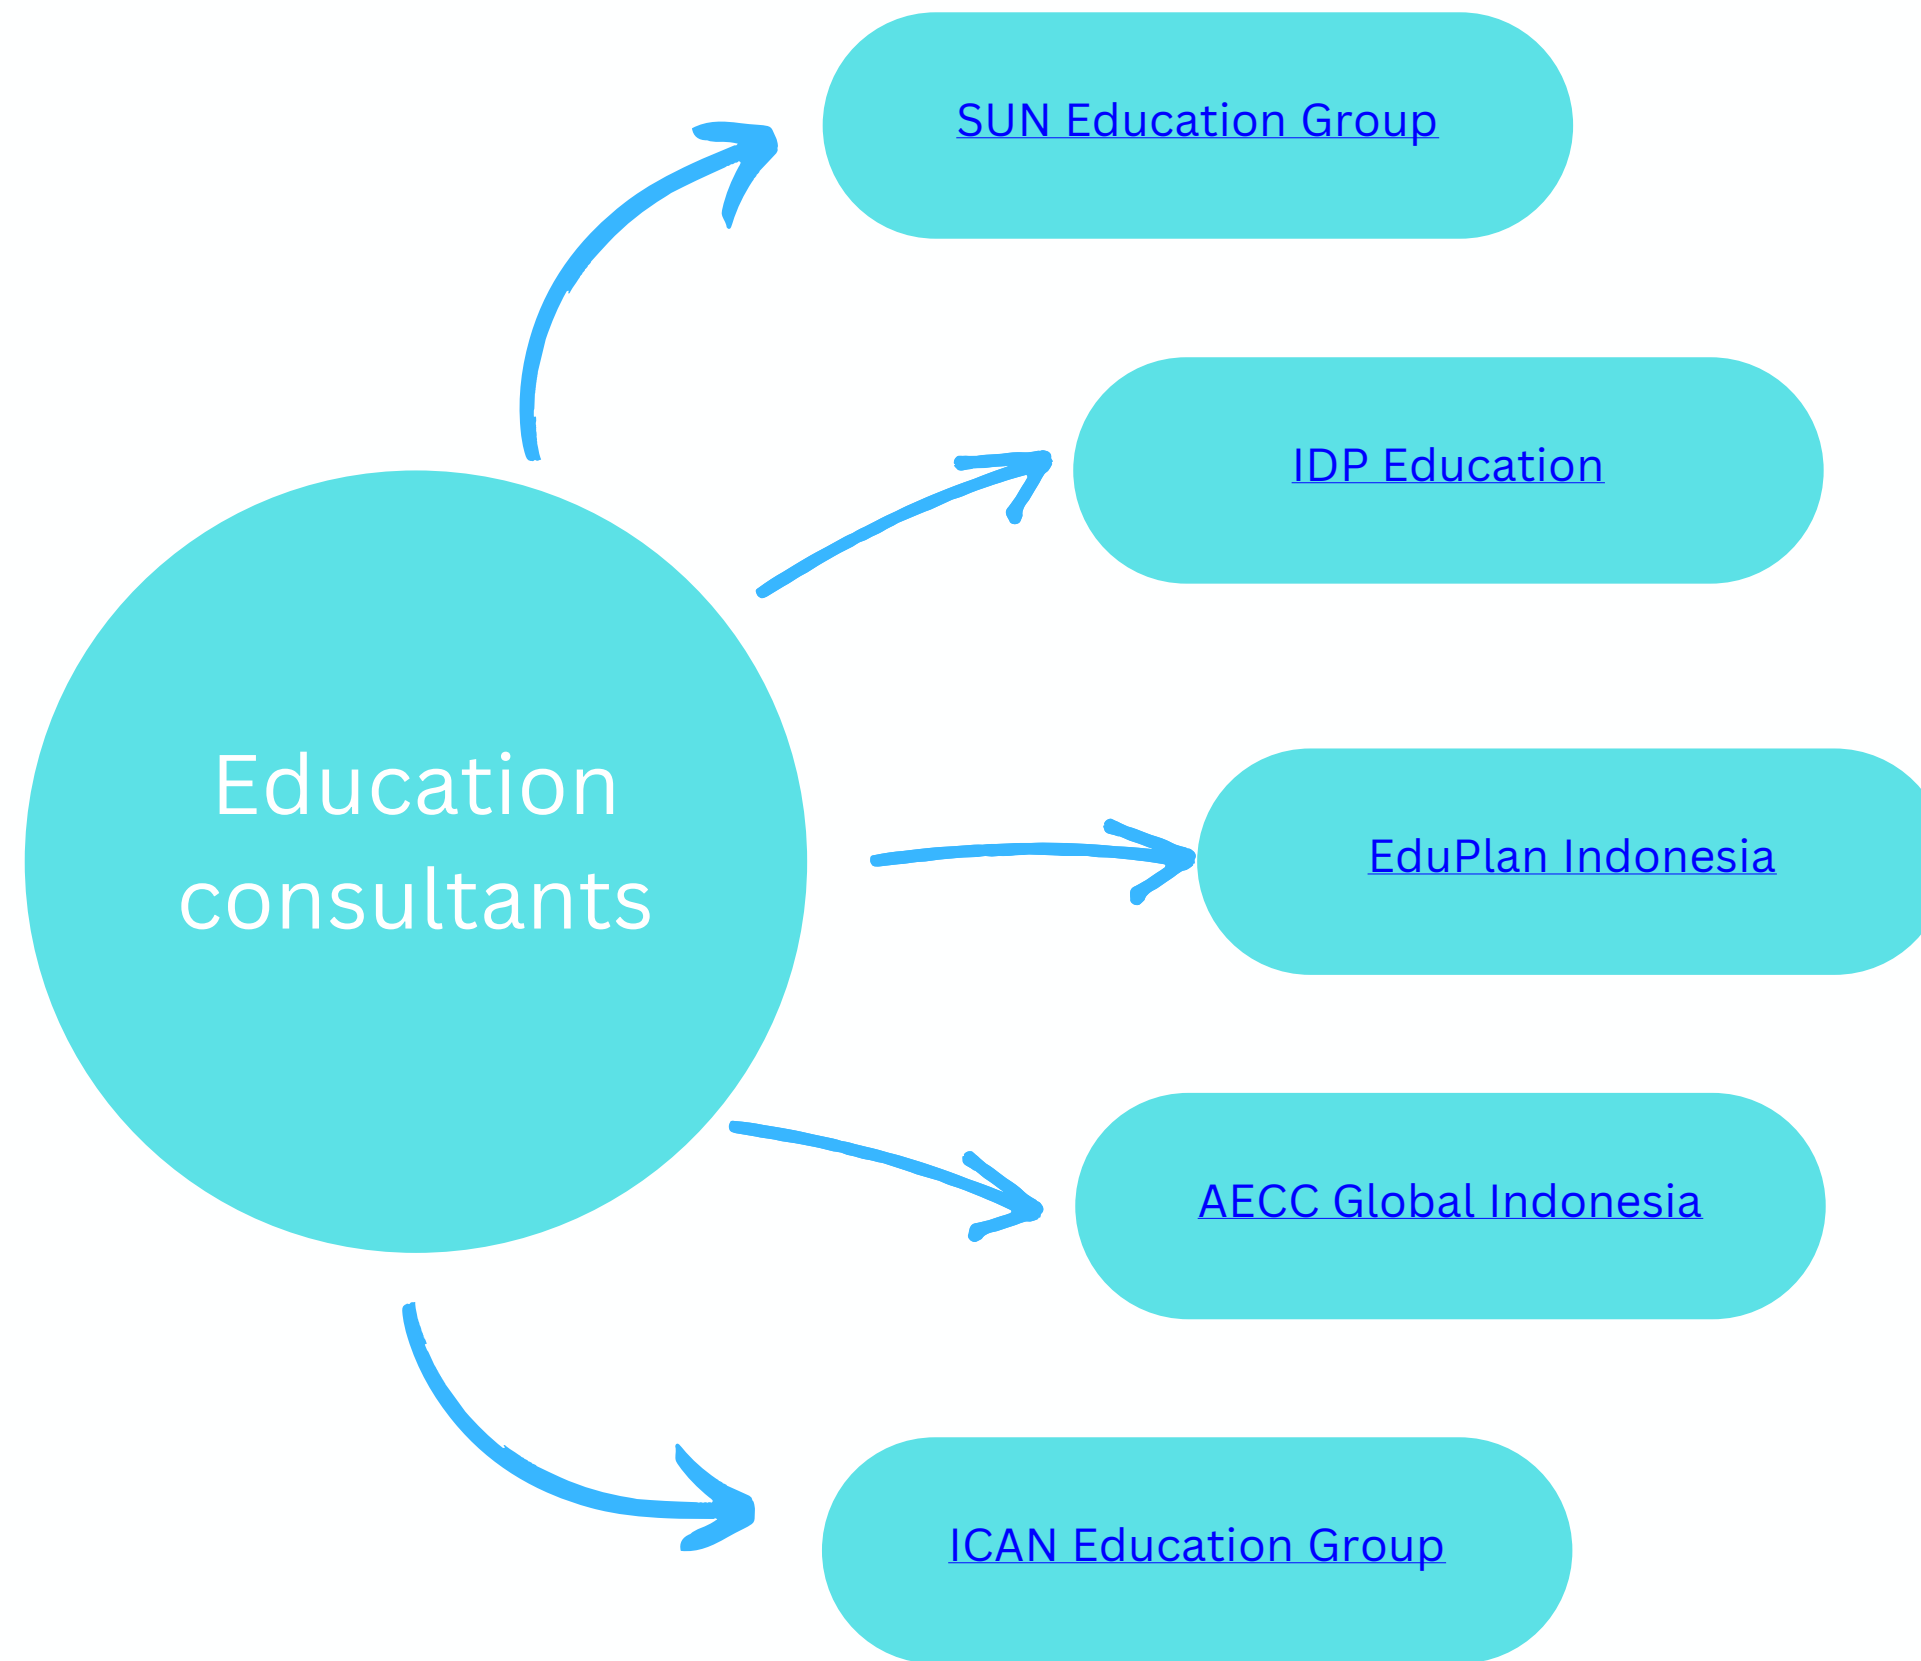 SUN Education Group
IDP Education
Education
consultants
EduPlan Indonesia
AECC Global Indonesia
ICAN Education Group